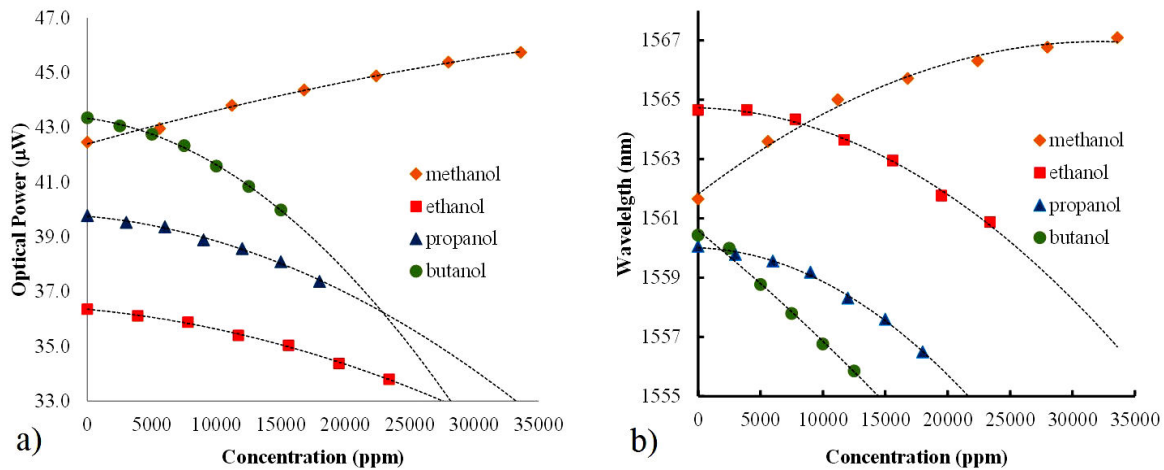 47.0
45.0
43.0
41.0
39.0
37.0
35.0
33.0
Optical Power (µW)
methanol
ethanol
propanol
butanol
0 5000 10000 15000 20000 25000 30000 35000
Concentration (ppm)
a)
1567
1565
1563
1561
1559
1557
1555
Wavelelgth (nm)
methanol
ethanol
propanol
butanol
0 5000 10000 15000 20000 25000 30000 35000
Concentration (ppm)
b)